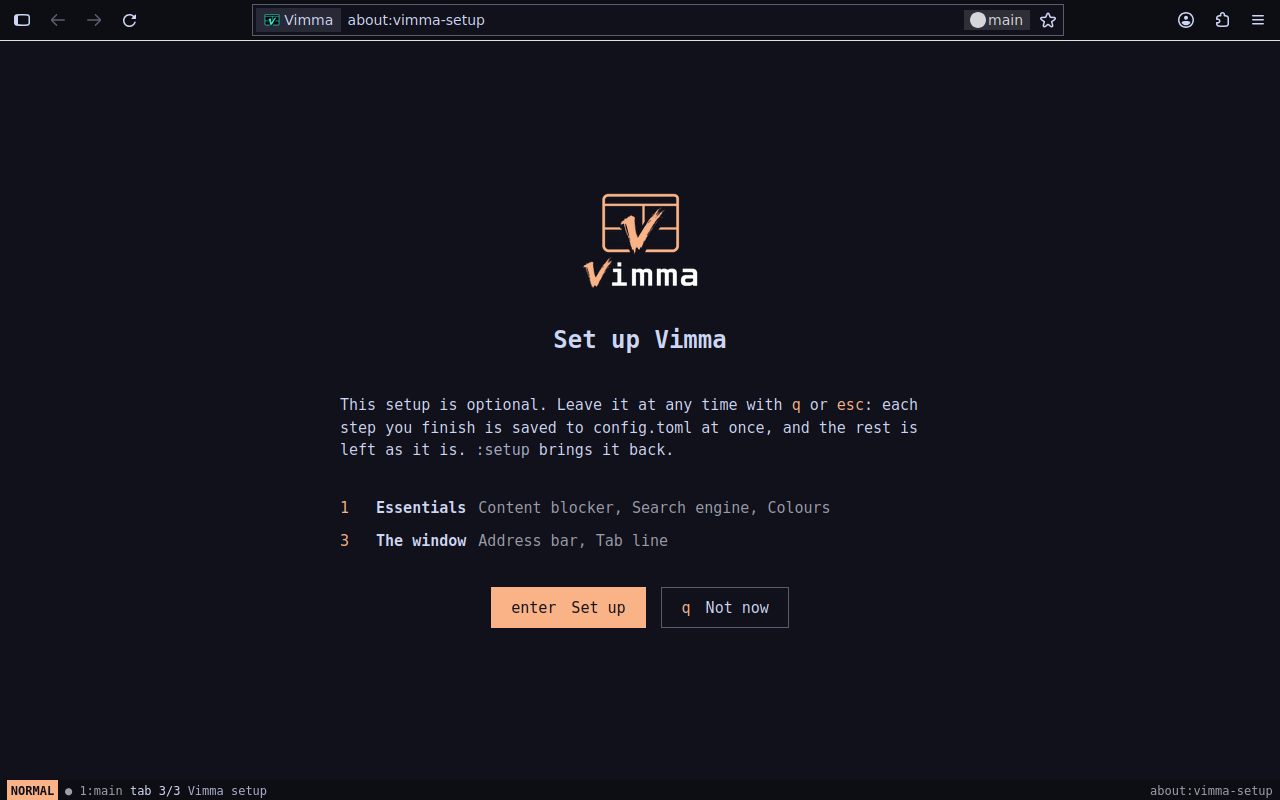 Vimma about:vimma-setup main
vimma
Set up Vimma
This setup is optional. Leave it at any time with q or esc: each
step you finish is saved to config.toml at once, and the rest is
left as it is. :setup brings it back.
1 Essentials Content blocker, Search engine, Colours
3 The window Address bar, Tab line
enter Set up q Not now
NORMAL ● 1:main tab 3/3 Vimma setup about:vimma-setup